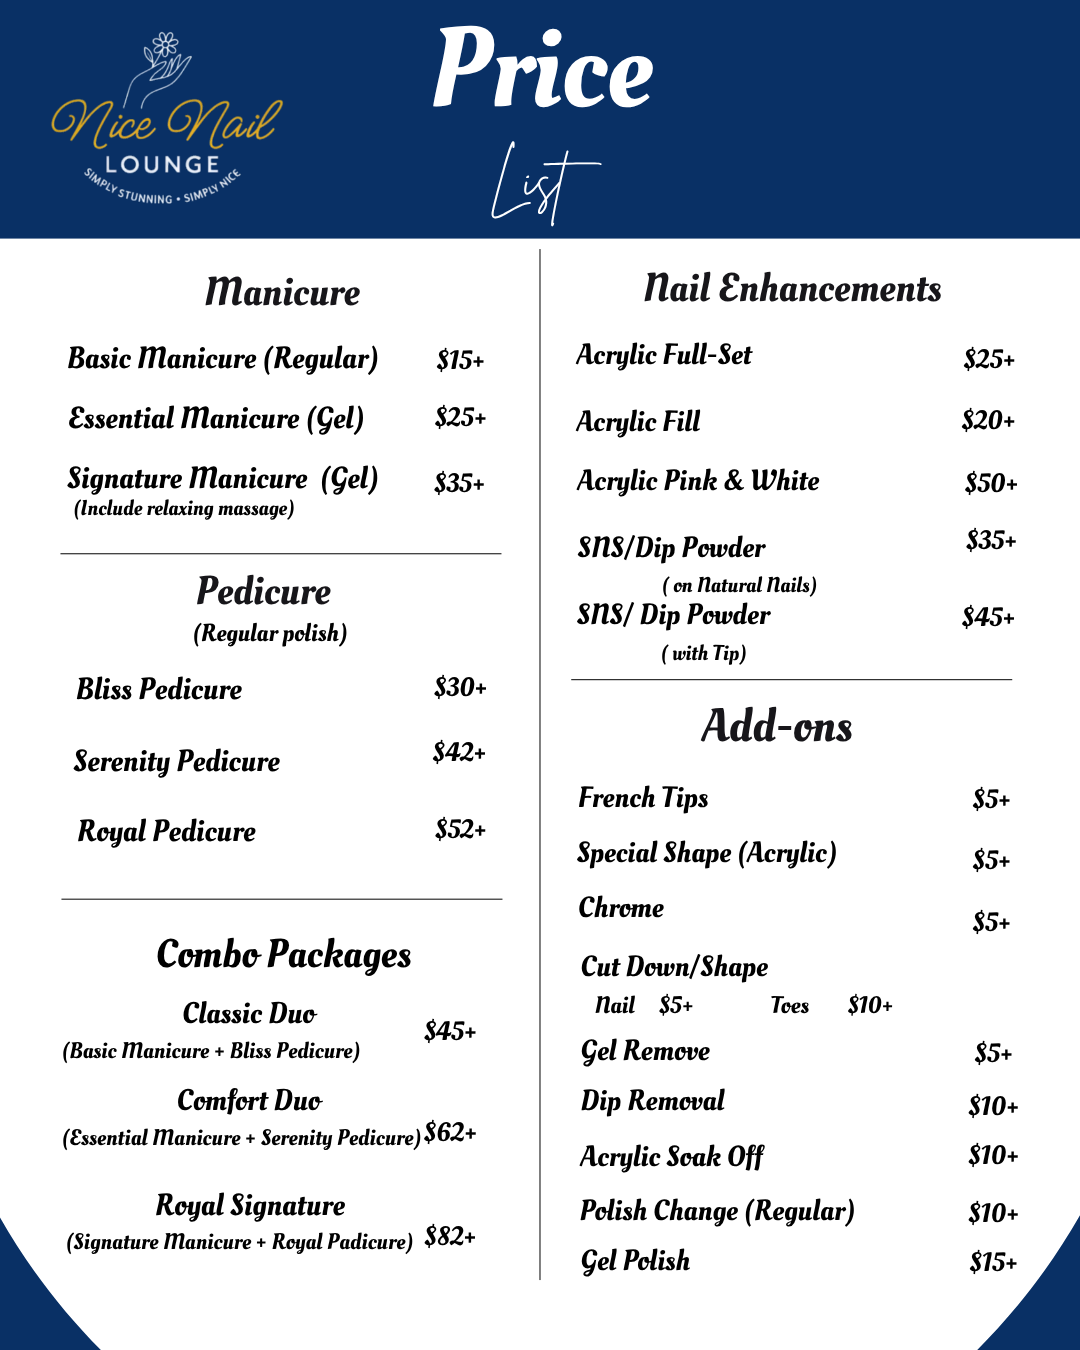 Nice Nail
LOUNGE
SIMPLY STUNNING • SIMPLY NICE
Price
List
Manicure
Basic Manicure (Regular) $15+
Essential Manicure (Gel) $25+
Signature Manicure (Gel) $35+
(Include relaxing massage)
Pedicure
(Regular polish)
Bliss Pedicure $30+
Serenity Pedicure $42+
Royal Pedicure $52+
Combo Packages
Classic Duo
$45+
(Basic Manicure + Bliss Pedicure)
Comfort Duo
(Essential Manicure + Serenity Pedicure) $62+
Royal Signature
(Signature Manicure + Royal Padicure) $82+
Nail Enhancements
Acrylic Full-Set $25+
Acrylic Fill $20+
Acrylic Pink & White $50+
SNS/Dip Powder $35+
( on Natural Nails)
SNS/ Dip Powder $45+
( with Tip)
Add-ons
French Tips $5+
Special Shape (Acrylic) $5+
Chrome $5+
Cut Down/Shape
Nail $5+ Toes $10+
Gel Remove $5+
Dip Removal $10+
Acrylic Soak Off $10+
Polish Change (Regular) $10+
Gel Polish $15+